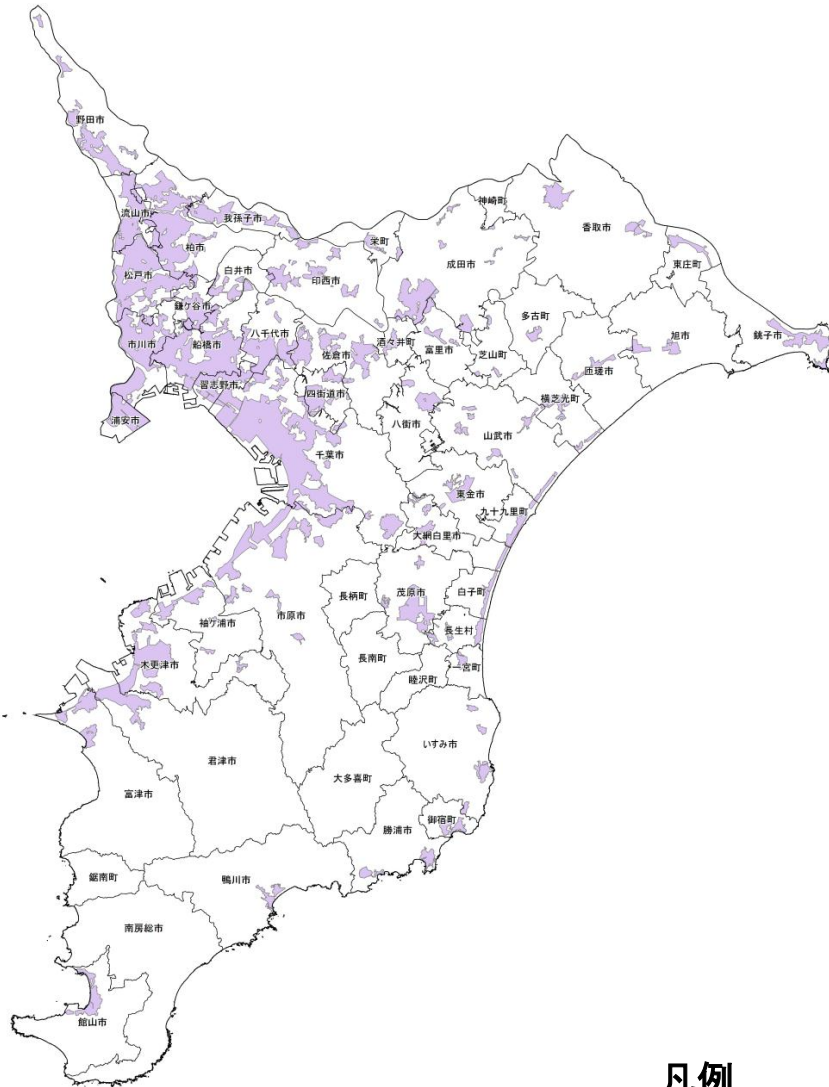 野田市
流山市
我孫子市
柏市
松戸市
白井市
印西市
栄町
成田市
神崎町
香取市
東庄町
鎌ケ谷市
市川市
船橋市
八千代市
佐倉市
酒々井町
富里市
芝山町
多古町
旭市
銚子市
匝瑳市
横芝光町
習志野市
四街道市
浦安市
千葉市
八街市
山武市
東金市
九十九里町
大網白里市
市原市
長柄町
茂原市
白子町
長生村
袖ケ浦市
木更津市
長南町
一宮町
睦沢町
いすみ市
君津市
大多喜町
富津市
勝浦市
御宿町
鋸南町
鴨川市
南房総市
館山市
凡例